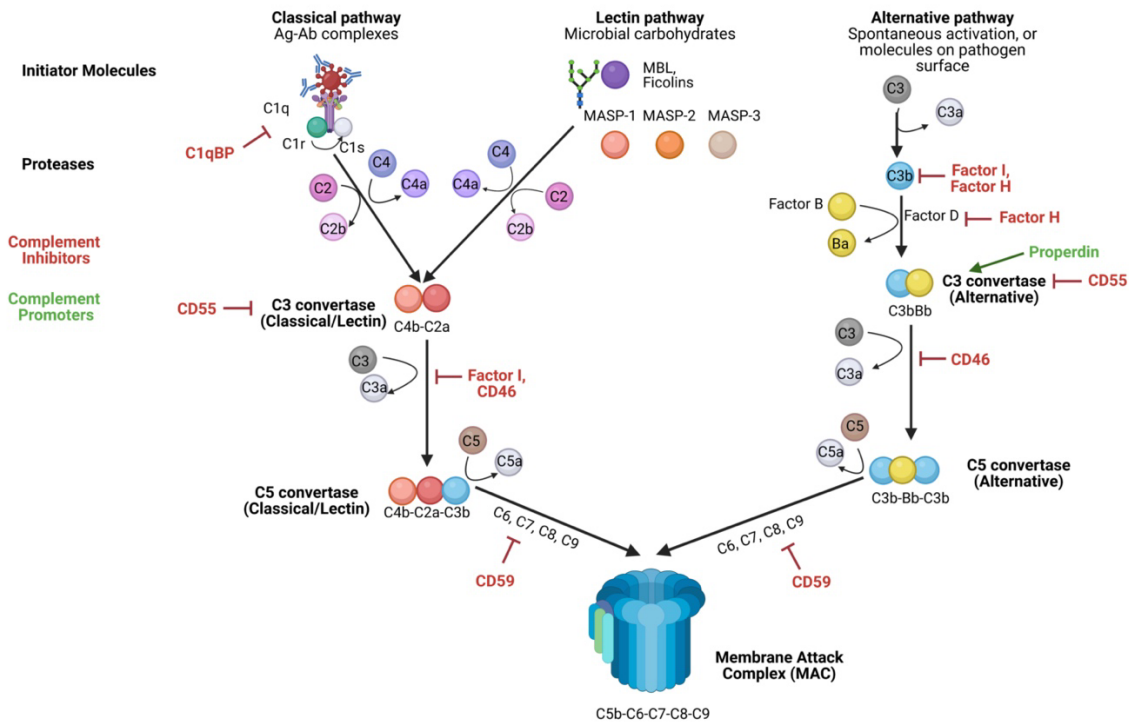 Classical pathway
Ag-Ab complexes
Lectin pathway
Microbial carbohydrates
Alternative pathway
Spontaneous activation, or
molecules on pathogen
surface
Initiator Molecules
MBL,
Ficolins
C1q
C1r
C1s
C1qBP
MASP-1
MASP-2
MASP-3
C3
C3a
Proteases
C4
C4a
C2
C2b
C4
C4a
C2
C2b
C3b
Factor I,
Factor H
Factor B
Factor D
Factor H
Ba
Complement
Inhibitors
Complement
Promoters
Properdin
CD55
C3 convertase
(Classical/Lectin)
C4b-C2a
C3 convertase
(Alternative)
CD55
C3bBb
C3
C3a
Factor I,
CD46
C3
C3a
CD46
C5
C5a
C5 convertase
(Classical/Lectin)
C4b-C2a-C3b
C5
C5a
C5 convertase
(Alternative)
C3b-Bb-C3b
C6, C7, C8, C9
C6, C7, C8, C9
CD59
CD59
Membrane Attack
Complex (MAC)
C5b-C6-C7-C8-C9